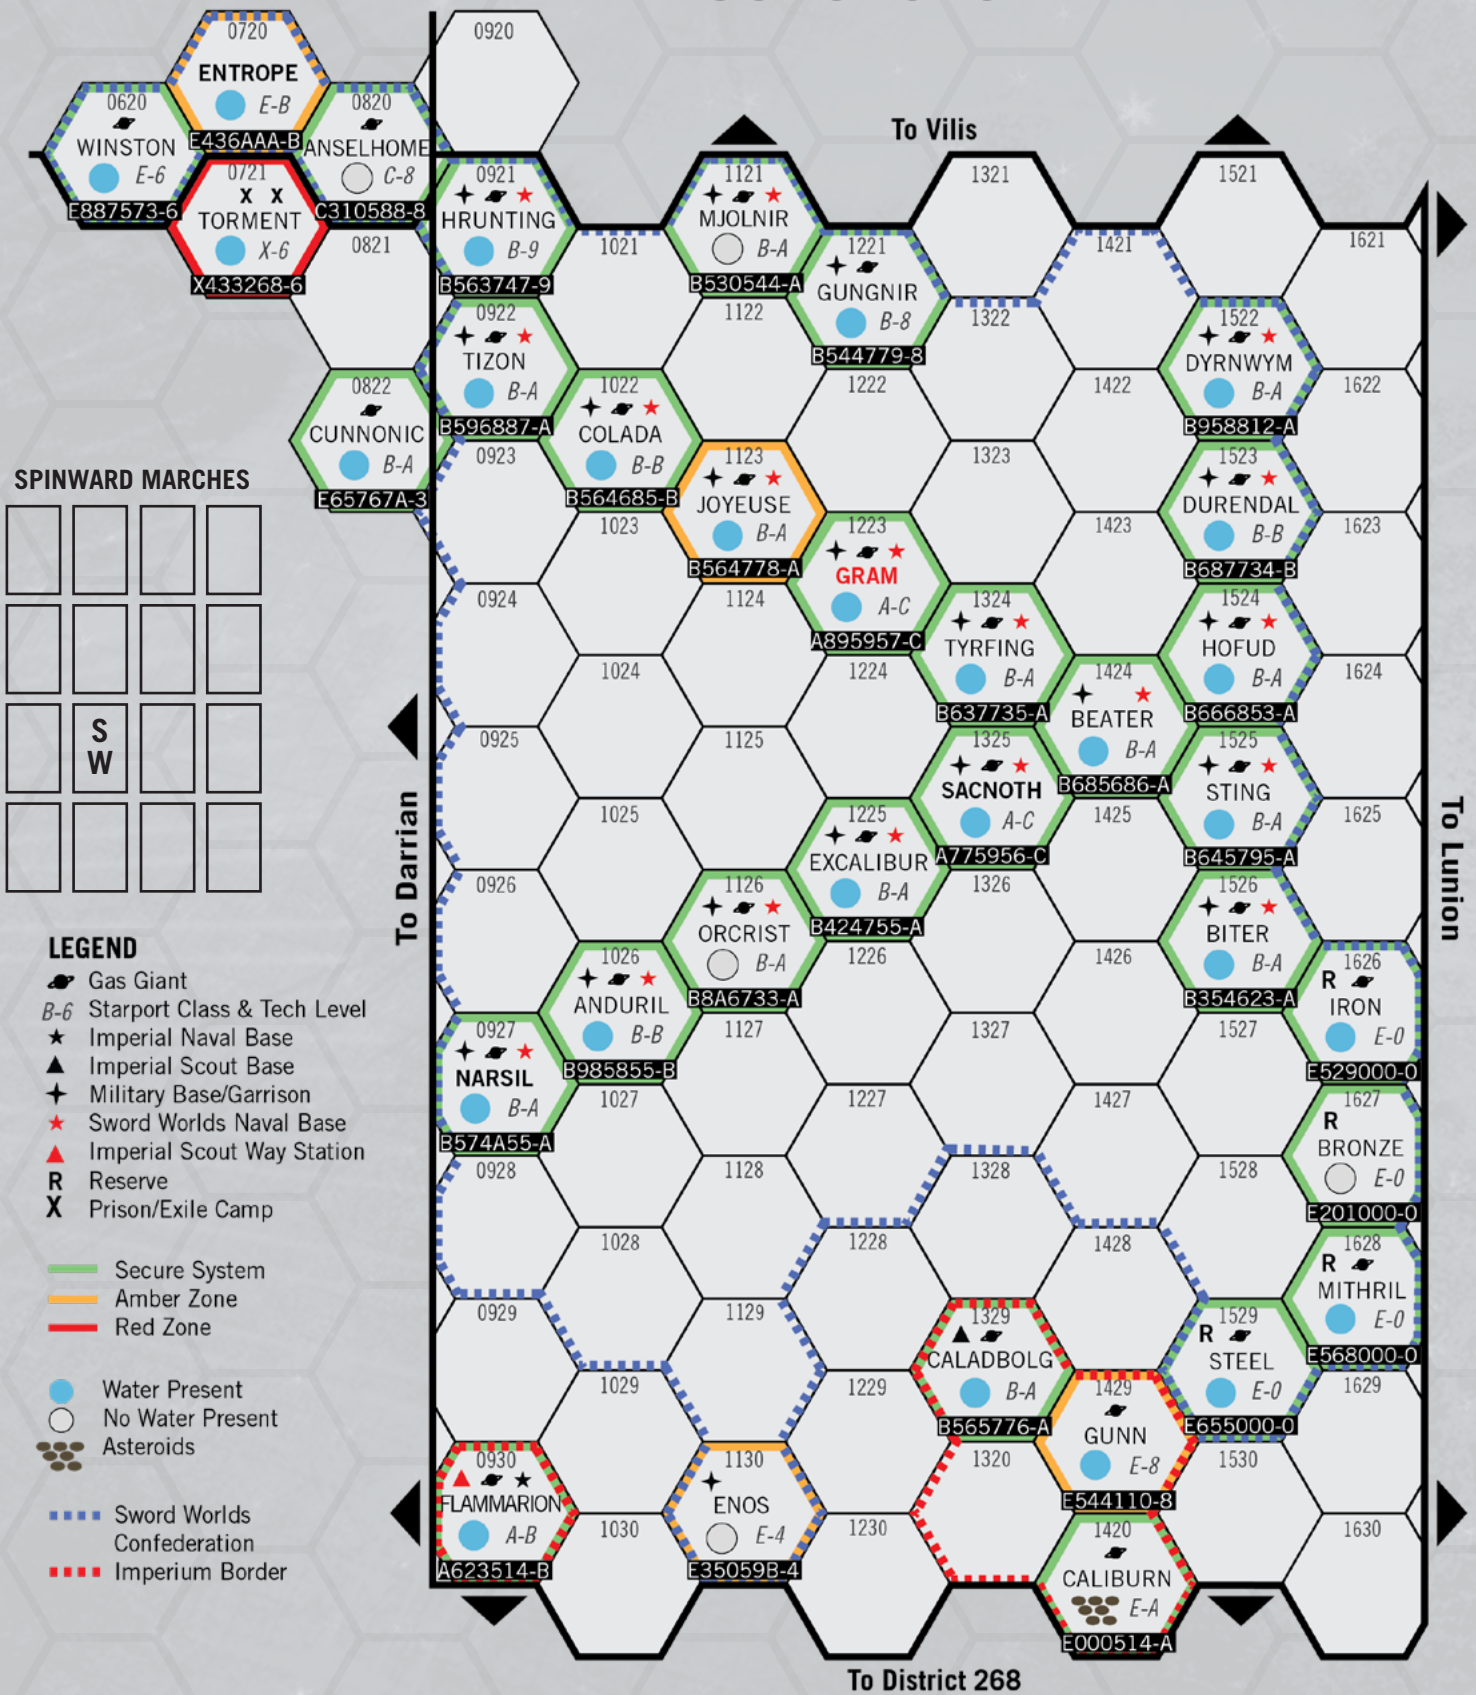 0720
ENTROPE
E-B
E436AAA-B
0920
0620
WINSTON
E-6
E887573-6
0820
ANSELHOME
C-8
C310588-8
To Vilis
0721
X X
TORMENT
X-6
X433268-6
0921
HRUNTING
B-9
B563747-9
1121
MJOLNIR
B-A
B530544-A
1321
1521
0821
1021
1221
GUNGNIR
B-8
B544779-8
1421
1621
0922
TIZON
B-A
B596887-A
1122
1322
1522
DYRNWYM
B-A
B958812-A
0822
CUNNONIC
B-A
E65767A-3
1022
COLADA
B-B
B564685-B
1222
1422
1622
0923
1123
JOYEUSE
B-A
B564778-A
1323
1523
DURENDAL
B-B
B687734-B
1023
1223
GRAM
A-C
A895957-C
1423
1623
0924
1124
1324
TYRFING
B-A
B637735-A
1524
HOFUD
B-A
B666853-A
1024
1224
1424
BEATER
B-A
B685686-A
1624
0925
1125
1325
SACNOTH
A-C
A775956-C
1525
STING
B-A
B645795-A
1025
1225
EXCALIBUR
B-A
B424755-A
1425
1625
0926
1126
ORCRIST
B-A
B8A6733-A
1326
1526
BITER
B-A
B354623-A
1026
ANDURIL
B-B
B985855-B
1226
1426
1626
R
IRON
E-0
E529000-0
0927
NARSIL
B-A
B574A55-A
1127
1327
1527
1027
1227
1427
1627
R
BRONZE
E-0
E201000-0
0928
1128
1328
1528
1028
1228
1428
1628
R
MITHRIL
E-0
E568000-0
0929
1129
1329
CALADBOLG
B-A
B565776-A
1529
R
STEEL
E-0
E655000-0
1029
1229
1429
GUNN
E-8
E544110-8
1629
0930
FLAMMARION
A-B
A623514-B
1130
ENOS
E-4
E35059B-4
1320
1530
1030
1230
1420
CALIBURN
E-A
E000514-A
1630
To Darrian
To Lunion
To District 268
SPINWARD MARCHES
S
W
LEGEND
Gas Giant
B-6 Starport Class & Tech Level
Imperial Naval Base
Imperial Scout Base
Military Base/Garrison
Sword Worlds Naval Base
Imperial Scout Way Station
R Reserve
X Prison/Exile Camp
Secure System
Amber Zone
Red Zone
Water Present
No Water Present
Asteroids
Sword Worlds
Confederation
Imperium Border